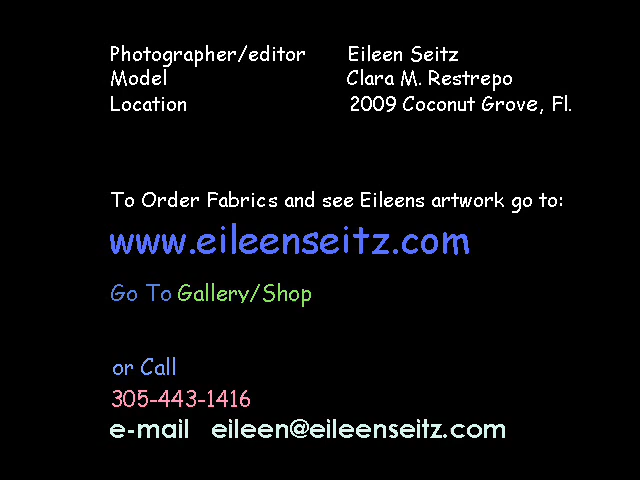 Photographer/editor Eileen Seitz
Model Clara M. Restrepo
Location 2009 Coconut Grove, Fl.
To Order Fabrics and see Eileens artwork go to:
www.eileenseitz.com
Go To Gallery/Shop
or Call
305-443-1416
e-mail eileen@eileenseitz.com